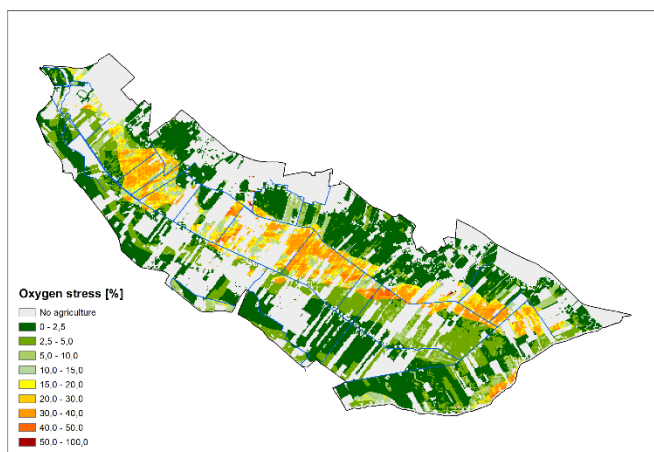 Oxygen stress [%]
No agriculture
0 - 2,5
2,5 - 5,0
5,0 - 10,0
10,0 - 15,0
15,0 - 20,0
20,0 - 30,0
30,0 - 40,0
40,0 - 50,0
50,0 - 100,0